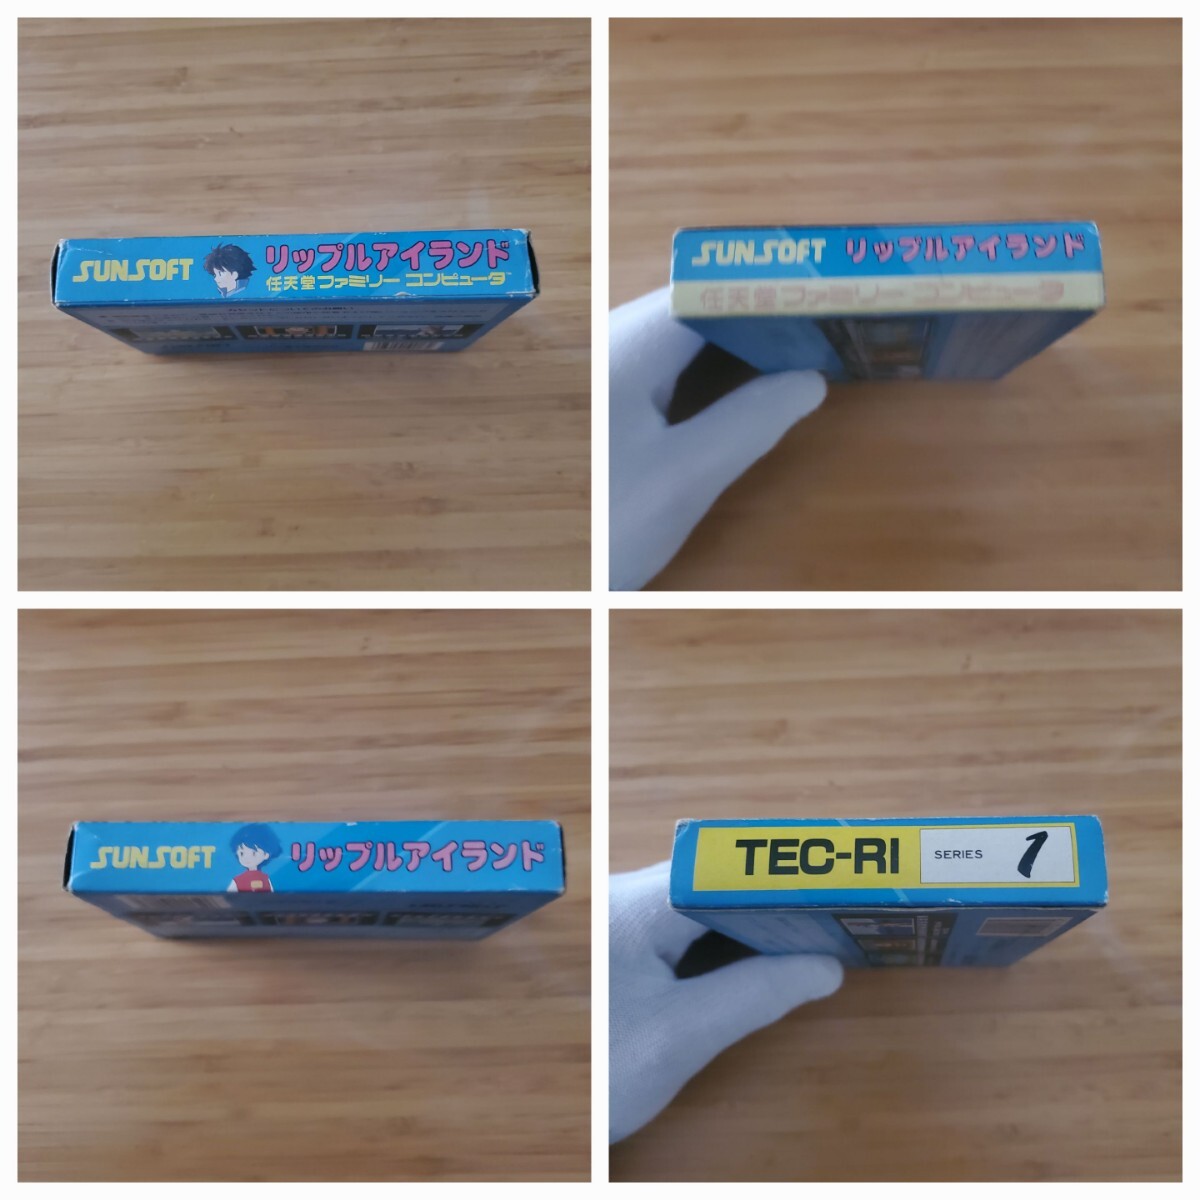 SUNSOFT リップルアイランド
任天堂ファミリーコンピュータ™
SUNSOFT リップルアイランド
任天堂ファミリーコンピュータ
SUNSOFT リップルアイランド
TEC-RI SERIES 1